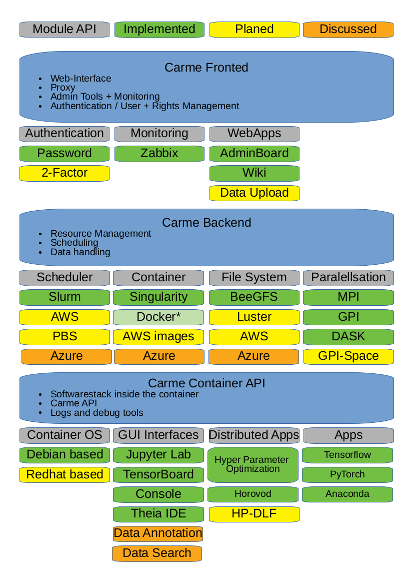 Module API Implemented Planed Discussed
Carme Fronted
• Web-Interface
• Proxy
• Admin Tools + Monitoring
• Authentication / User + Rights Management
Authentication Monitoring WebApps
Password Zabbix AdminBoard
2-Factor Wiki
Data Upload
Carme Backend
• Resource Management
• Scheduling
• Data handling
Scheduler Container File System Paralellsation
Slurm Singularity BeeGFS MPI
AWS Docker* Luster GPI
PBS AWS images AWS DASK
Azure Azure Azure GPI-Space
Carme Container API
• Softwarestack inside the container
• Carme API
• Logs and debug tools
Container OS GUI Interfaces Distributed Apps Apps
Debian based Jupyter Lab Hyper Parameter Tensorflow
Optimization
Redhat based TensorBoard PyTorch
Console Horovod Anaconda
Theia IDE HP-DLF
Data Annotation
Data Search